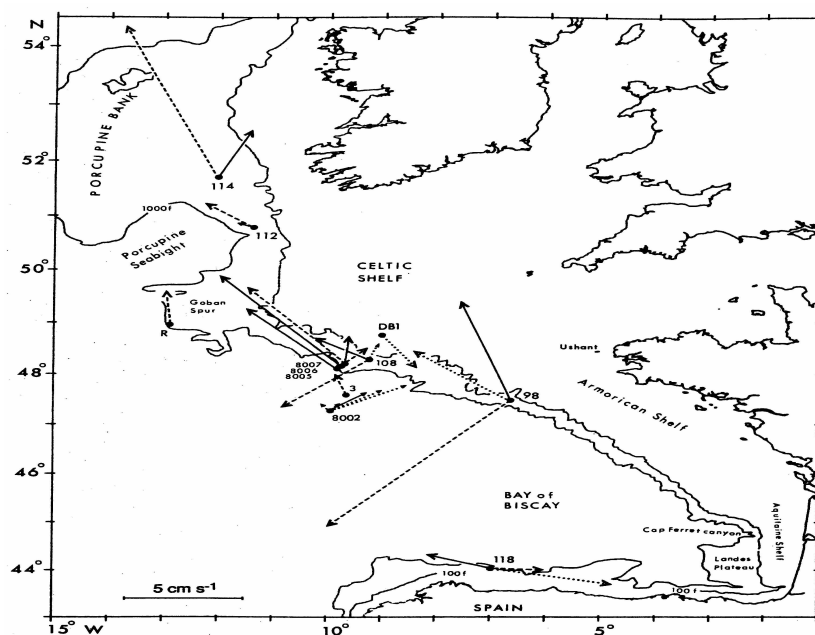 N
54°
PORCUPINE BANK
52°
114
1000f
112
Porcupine
Seabight
50°
CELTIC
SHELF
Goban
Spur
R
DB1
Ushant
48°
8007
8006
8005
108
3
98
8002
Armorican Shelf
46°
BAY of
BISCAY
Cap Ferret canyon
Aquitaine Shelf
Landes
Plateau
118
44°
100f
100f
5 cm s-1
SPAIN
15° W
10°
5°